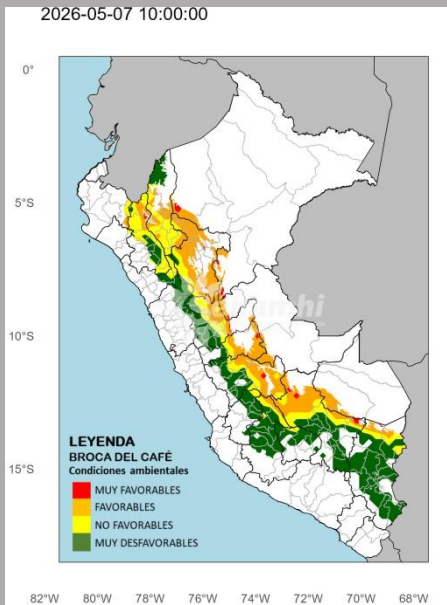 2026-05-07 10:00:00
0°
5°S
10°S
15°S
Senamhi
LEYENDA
BROCA DEL CAFÉ
Condiciones ambientales
MUY FAVORABLES
FAVORABLES
NO FAVORABLES
MUY DESFAVORABLES
82°W 80°W 78°W 76°W 74°W 72°W 70°W 68°W